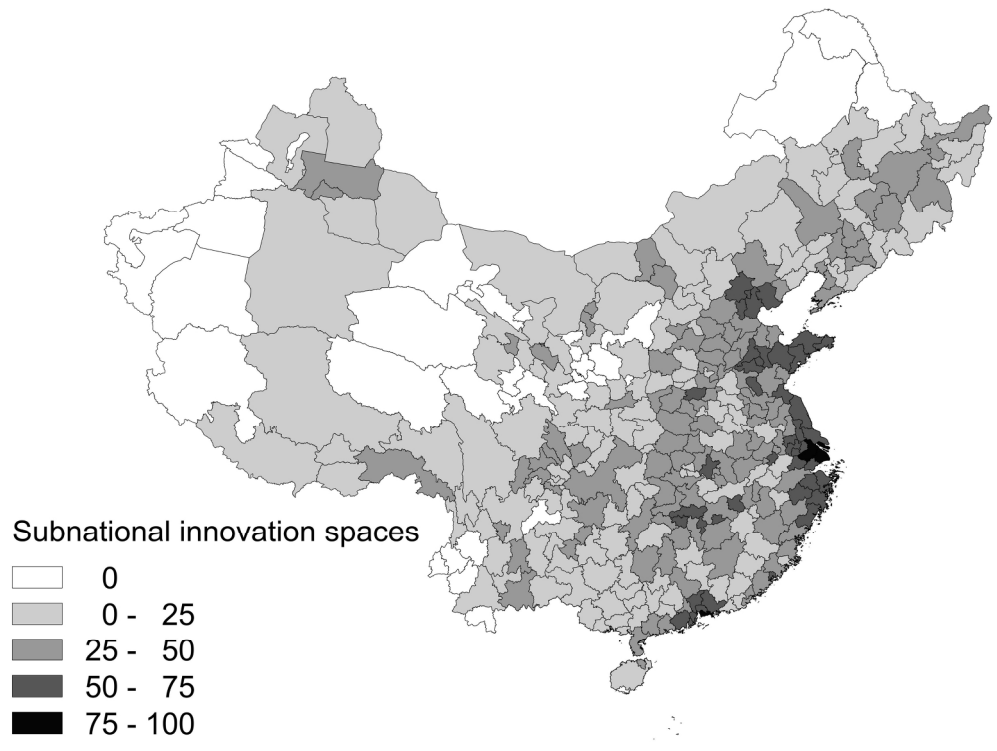 Subnational innovation spaces
0
0 - 25
25 - 50
50 - 75
75 - 100